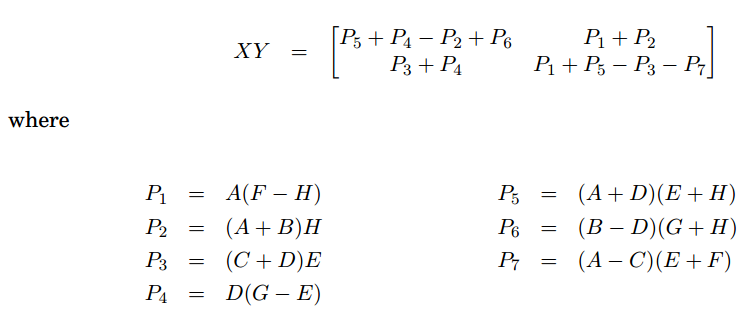 XY = [P₅ + P₄ − P₂ + P₆ P₁ + P₂
P₃ + P₄ P₁ + P₅ − P₃ − P₇]
where
P₁ = A(F − H) P₅ = (A + D)(E + H)
P₂ = (A + B)H P₆ = (B − D)(G + H)
P₃ = (C + D)E P₇ = (A − C)(E + F)
P₄ = D(G − E)